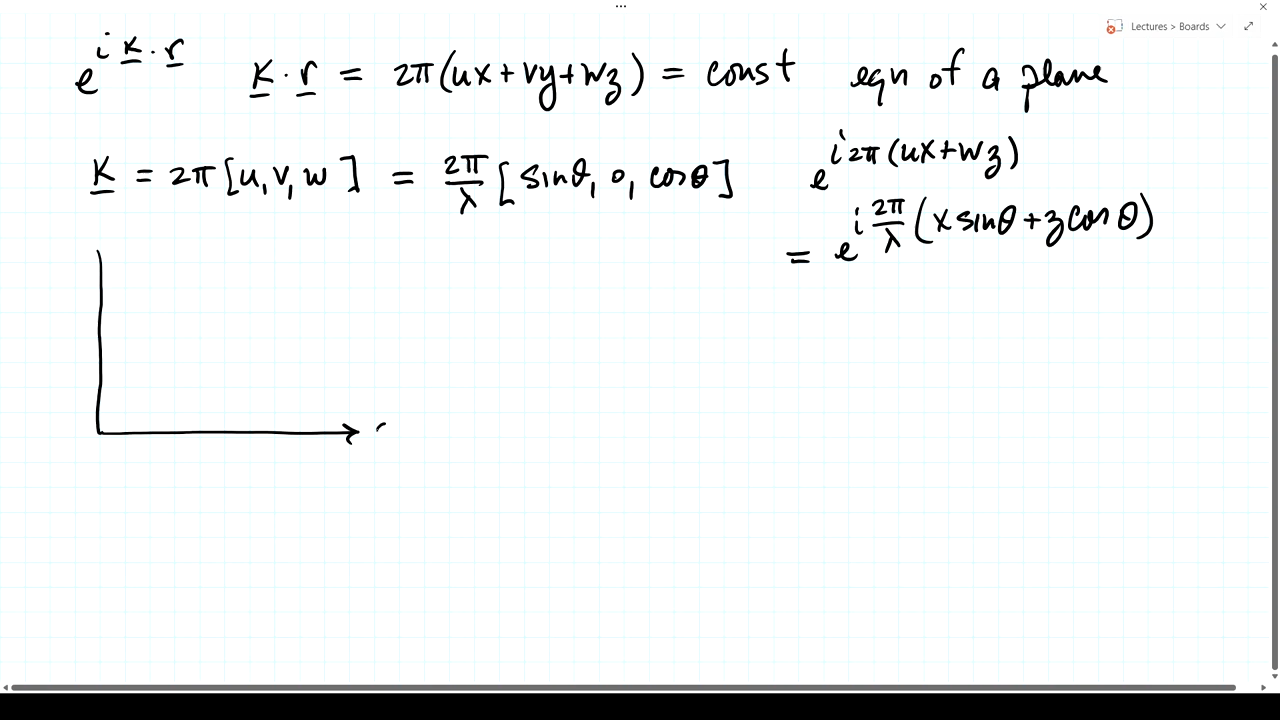 Lectures > Boards
e^{i k · r}   k · r = 2π(ux + vy + wz) = const   eqn of a plane
k = 2π[u, v, w] = 2π/λ [sinθ, 0, cosθ]   e^{i2π(ux+wz)}
= e^{i 2π/λ (x sinθ + z cosθ)}